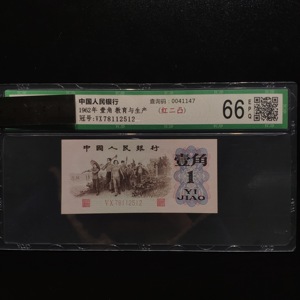 中国人民银行 查询码：0041147
1962年 壹角 教育与生产 （红二凸）
冠号：VX78112512
66 EPQ
中国人民银行
壹角
1
YI
JIAO
VX78112512